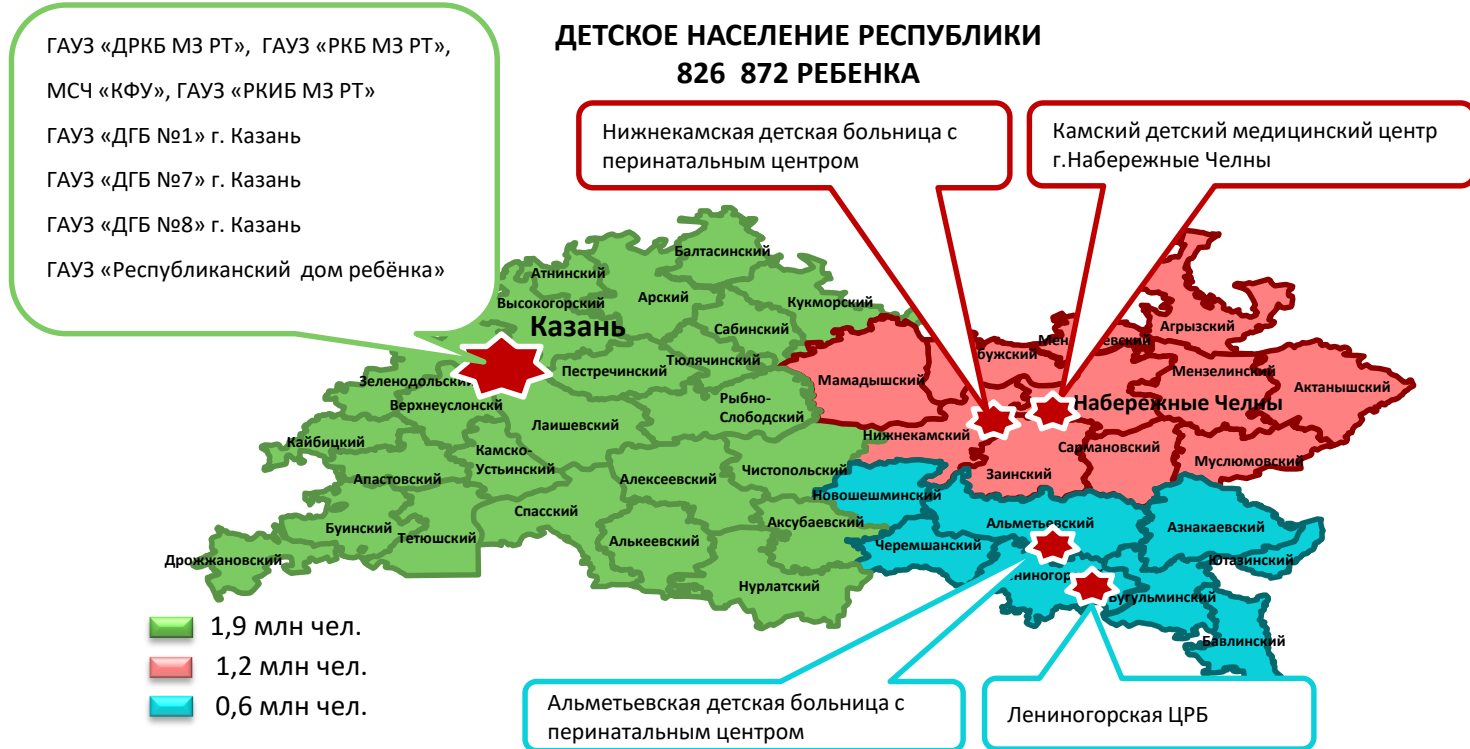 ГАУЗ «ДРКБ МЗ РТ», ГАУЗ «РКБ МЗ РТ»,
МСЧ «КФУ», ГАУЗ «РКИБ МЗ РТ»
ГАУЗ «ДГБ №1» г. Казань
ГАУЗ «ДГБ №7» г. Казань
ГАУЗ «ДГБ №8» г. Казань
ГАУЗ «Республиканский дом ребёнка»
ДЕТСКОЕ НАСЕЛЕНИЕ РЕСПУБЛИКИ
826 872 РЕБЕНКА
Нижнекамская детская больница с
перинатальным центром
Камский детский медицинский центр
г.Набережные Челны
Балтасинский
Атнинский
Высокогорский
Арский
Кукморский
Казань
Сабинский
Тюлячинский
Пестречинский
Зеленодольский
Верхнеуслонскй
Рыбно-
Слободский
Лаишевский
Кайбицкий
Камско-
Устьинский
Апастовский
Алексеевский
Чистопольский
Спасский
Аксубаевский
Буинский
Тетюшский
Алькеевский
Дрожжановский
Нурлатский
Агрызский
Мен
евский
бужский
Мамадышский
Мензелинский
Актанышский
Набережные Челны
Нижнекамский
Сармановский
Заинский
Муслюмовский
Новошешминский
Альметьевский
Азнакаевский
Черемшанский
Ютазинский
ениногор
Бугульминский
Бавлинский
1,9 млн чел.
1,2 млн чел.
0,6 млн чел.
Альметьевская детская больница с
перинатальным центром
Лениногорская ЦРБ